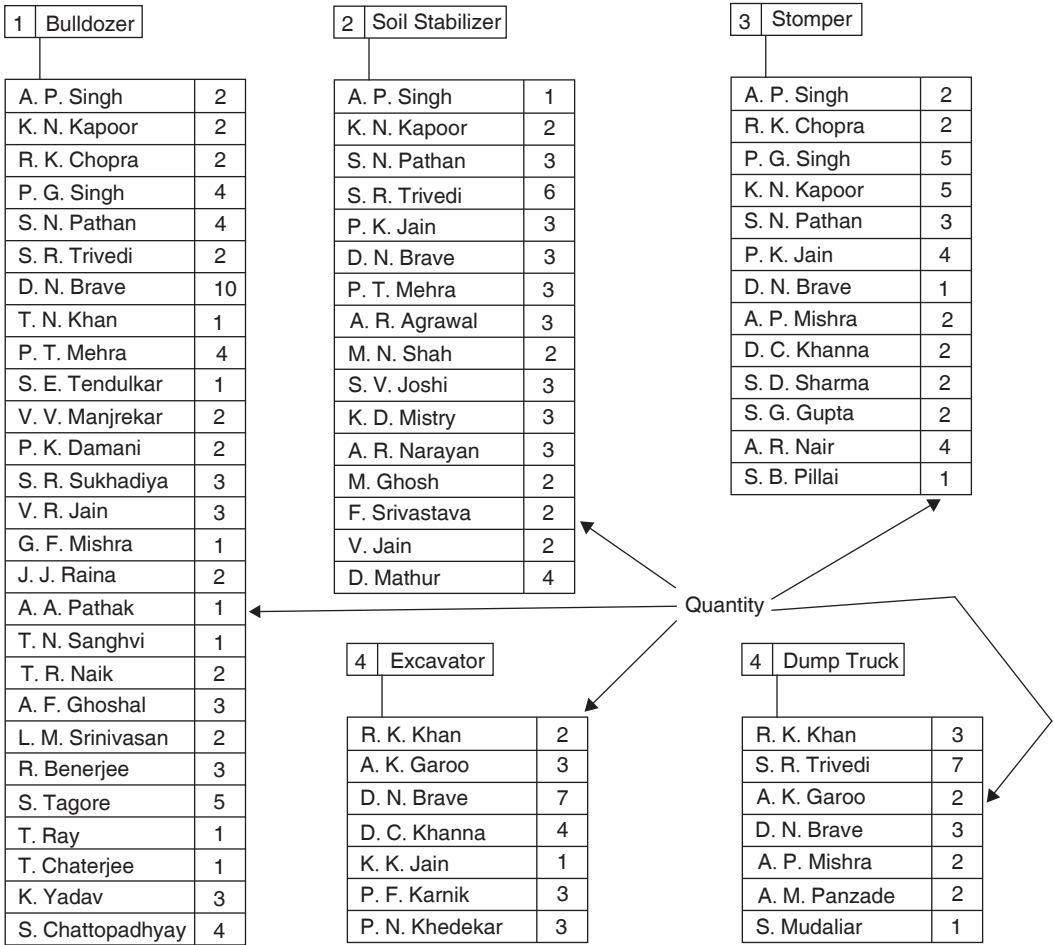 1 Bulldozer
A. P. Singh 2
K. N. Kapoor 2
R. K. Chopra 2
P. G. Singh 4
S. N. Pathan 4
S. R. Trivedi 2
D. N. Brave 10
T. N. Khan 1
P. T. Mehra 4
S. E. Tendulkar 1
V. V. Manjrekar 2
P. K. Damani 2
S. R. Sukhadiya 3
V. R. Jain 3
G. F. Mishra 1
J. J. Raina 2
A. A. Pathak 1
T. N. Sanghvi 1
T. R. Naik 2
A. F. Ghoshal 3
L. M. Srinivasan 2
R. Benerjee 3
S. Tagore 5
T. Ray 1
T. Chaterjee 1
K. Yadav 3
S. Chattopadhyay 4
2 Soil Stabilizer
A. P. Singh 1
K. N. Kapoor 2
S. N. Pathan 3
S. R. Trivedi 6
P. K. Jain 3
D. N. Brave 3
P. T. Mehra 3
A. R. Agrawal 3
M. N. Shah 2
S. V. Joshi 3
K. D. Mistry 3
A. R. Narayan 3
M. Ghosh 2
F. Srivastava 2
V. Jain 2
D. Mathur 4
3 Stomper
A. P. Singh 2
R. K. Chopra 2
P. G. Singh 5
K. N. Kapoor 5
S. N. Pathan 3
P. K. Jain 4
D. N. Brave 1
A. P. Mishra 2
D. C. Khanna 2
S. D. Sharma 2
S. G. Gupta 2
A. R. Nair 4
S. B. Pillai 1
Quantity
4 Excavator
R. K. Khan 2
A. K. Garoo 3
D. N. Brave 7
D. C. Khanna 4
K. K. Jain 1
P. F. Karnik 3
P. N. Khedekar 3
4 Dump Truck
R. K. Khan 3
S. R. Trivedi 7
A. K. Garoo 2
D. N. Brave 3
A. P. Mishra 2
A. M. Panzade 2
S. Mudaliar 1